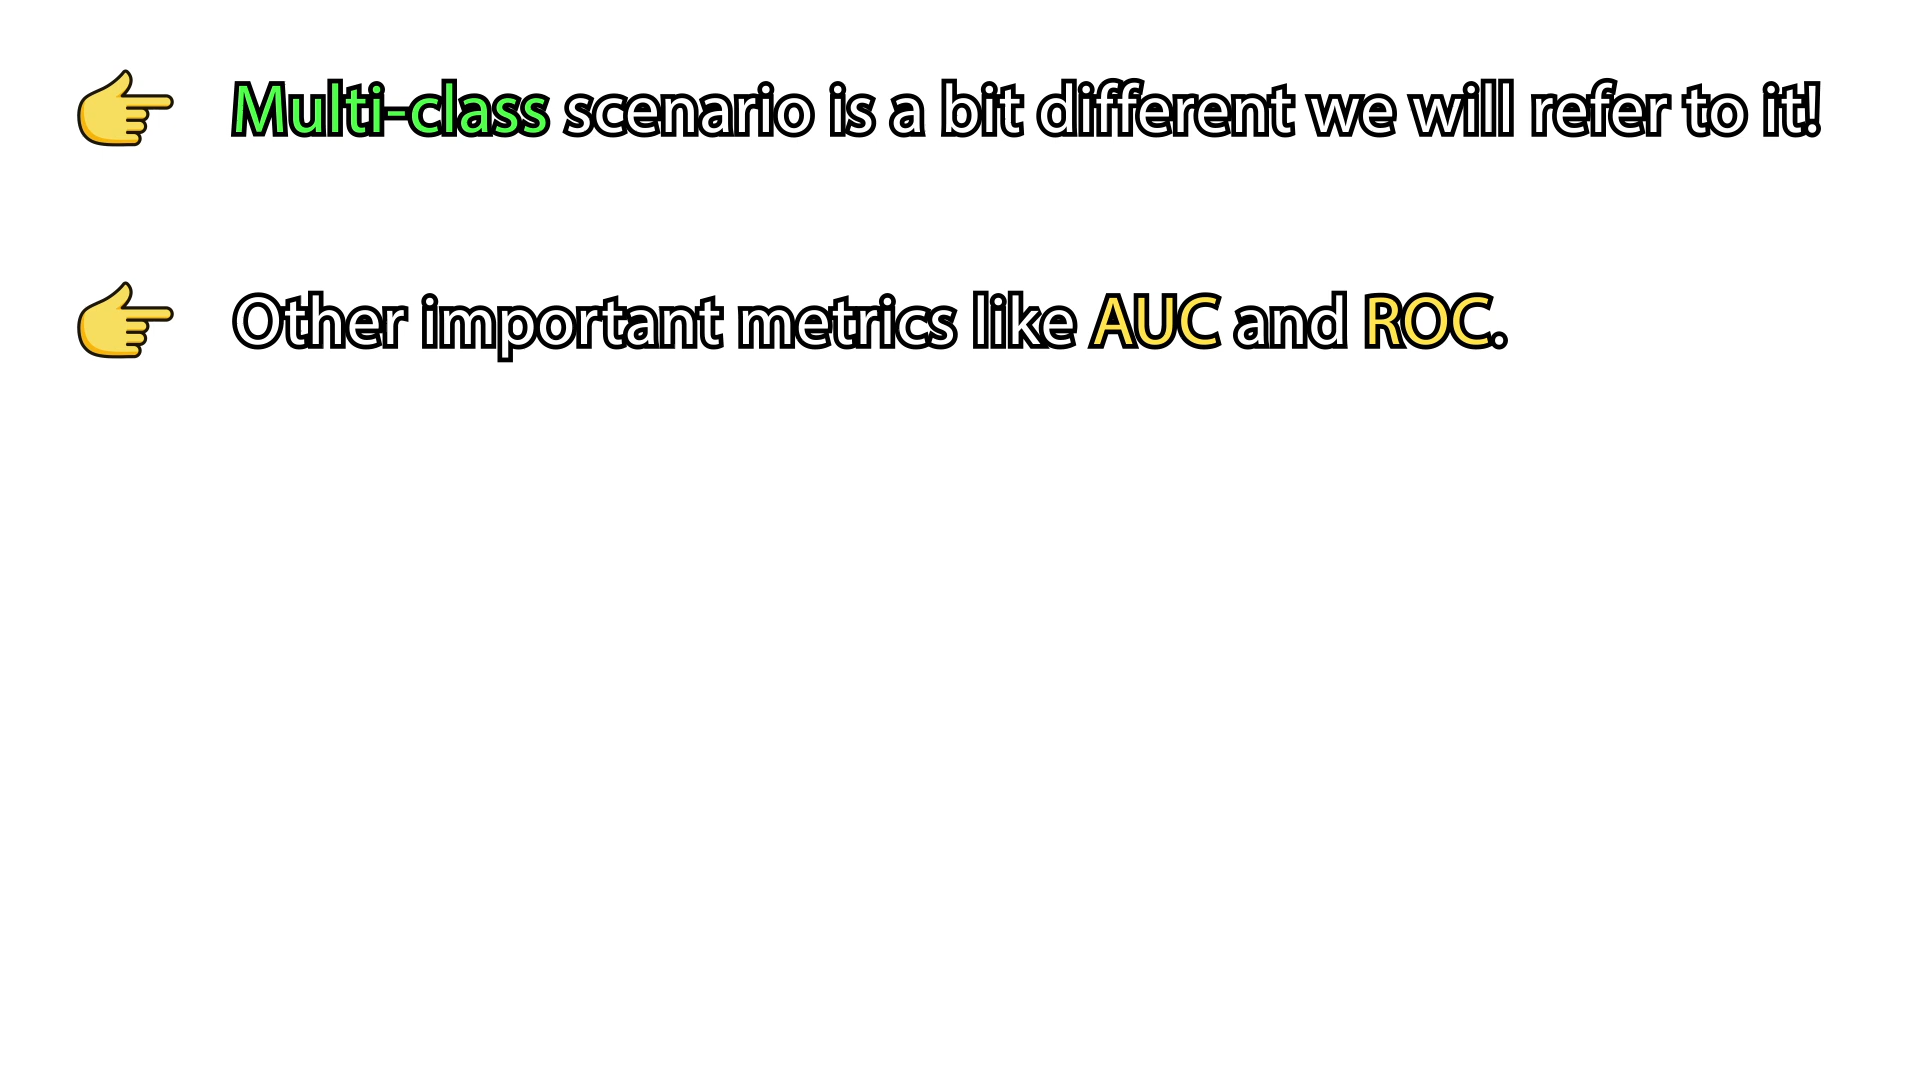 Multi-class scenario is a bit different we will refer to it!
Other important metrics like AUC and ROC.